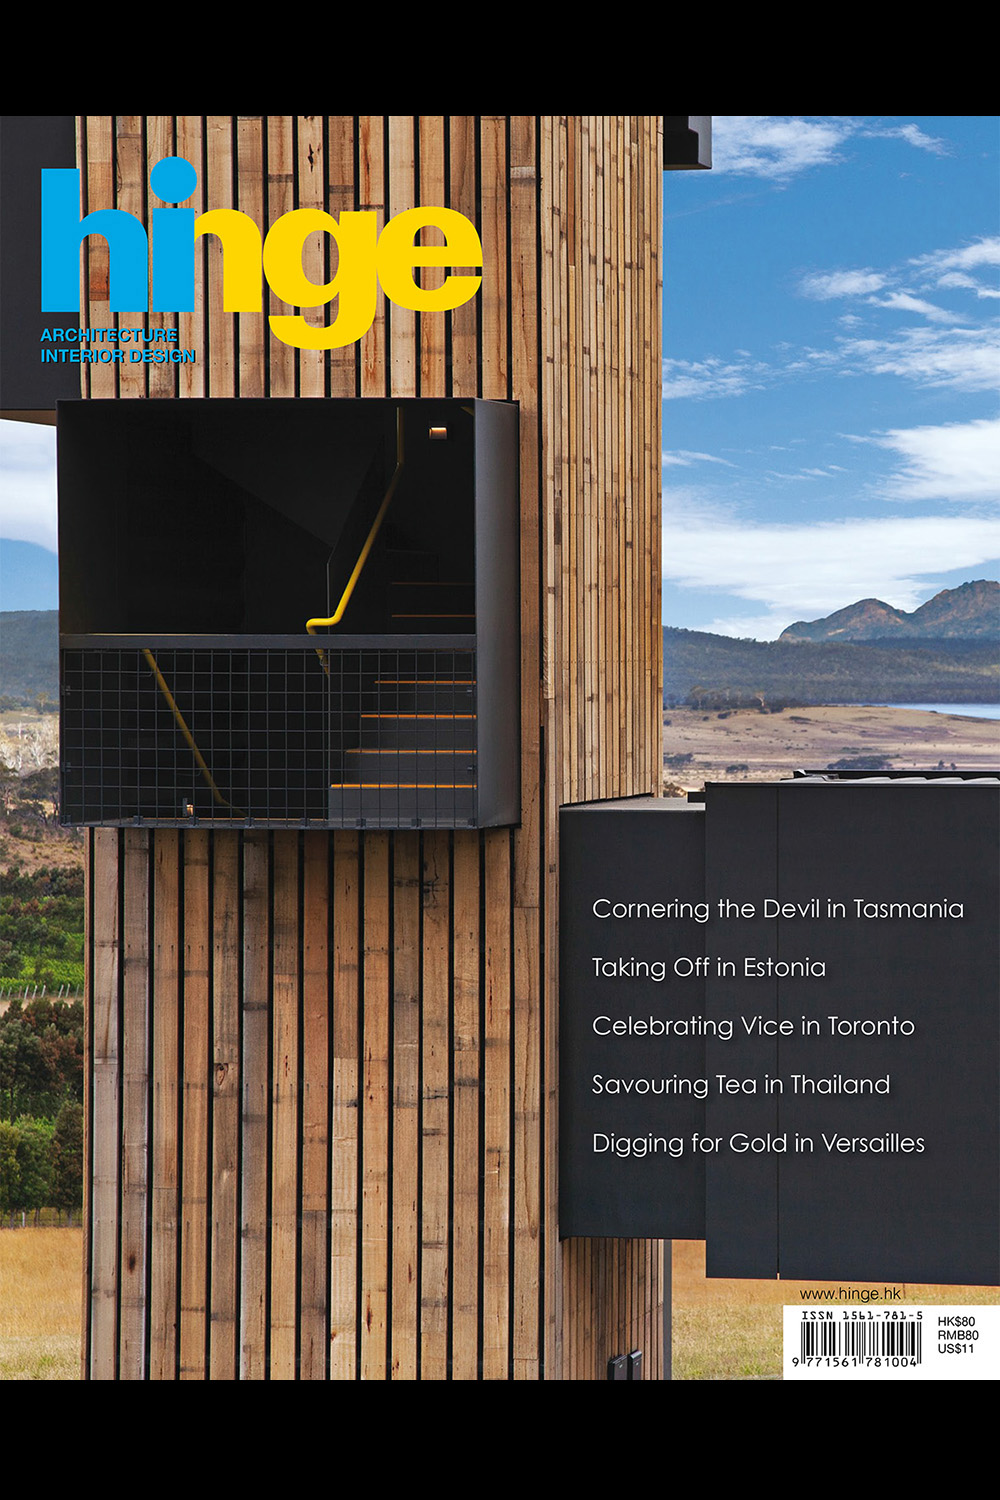 hinge
ARCHITECTURE
INTERIOR DESIGN
Cornering the Devil in Tasmania
Taking Off in Estonia
Celebrating Vice in Toronto
Savouring Tea in Thailand
Digging for Gold in Versailles
www.hinge.hk
ISSN 1561-781-5
HK$80
RMB80
US$11
9 771561 781004